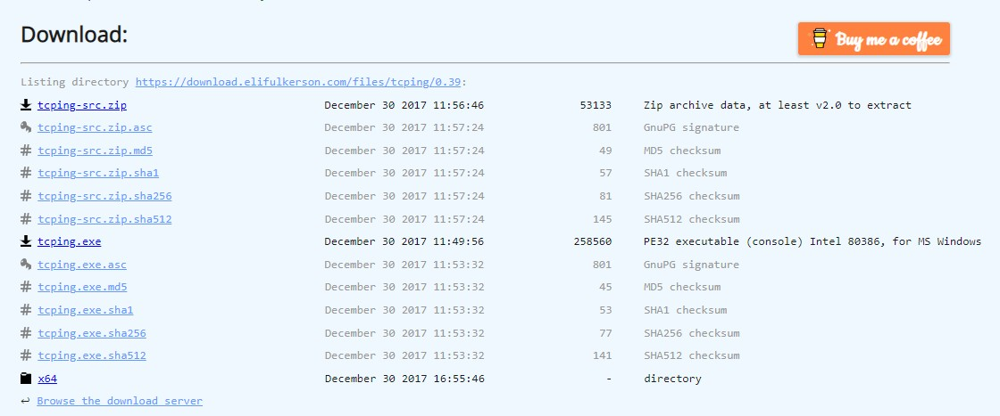 Download:
Buy me a coffee
Listing directory https://download.elifulkerson.com/files/tcping/0.39:
tcping-src.zip December 30 2017 11:56:46 53133 Zip archive data, at least v2.0 to extract
tcping-src.zip.asc December 30 2017 11:57:24 801 GnuPG signature
# tcping-src.zip.md5 December 30 2017 11:57:24 49 MD5 checksum
# tcping-src.zip.sha1 December 30 2017 11:57:24 57 SHA1 checksum
# tcping-src.zip.sha256 December 30 2017 11:57:24 81 SHA256 checksum
# tcping-src.zip.sha512 December 30 2017 11:57:24 145 SHA512 checksum
tcping.exe December 30 2017 11:49:56 258560 PE32 executable (console) Intel 80386, for MS Windows
tcping.exe.asc December 30 2017 11:53:32 801 GnuPG signature
# tcping.exe.md5 December 30 2017 11:53:32 45 MD5 checksum
# tcping.exe.sha1 December 30 2017 11:53:32 53 SHA1 checksum
# tcping.exe.sha256 December 30 2017 11:53:32 77 SHA256 checksum
# tcping.exe.sha512 December 30 2017 11:53:32 141 SHA512 checksum
x64 December 30 2017 16:55:46 - directory
↩ Browse the download server